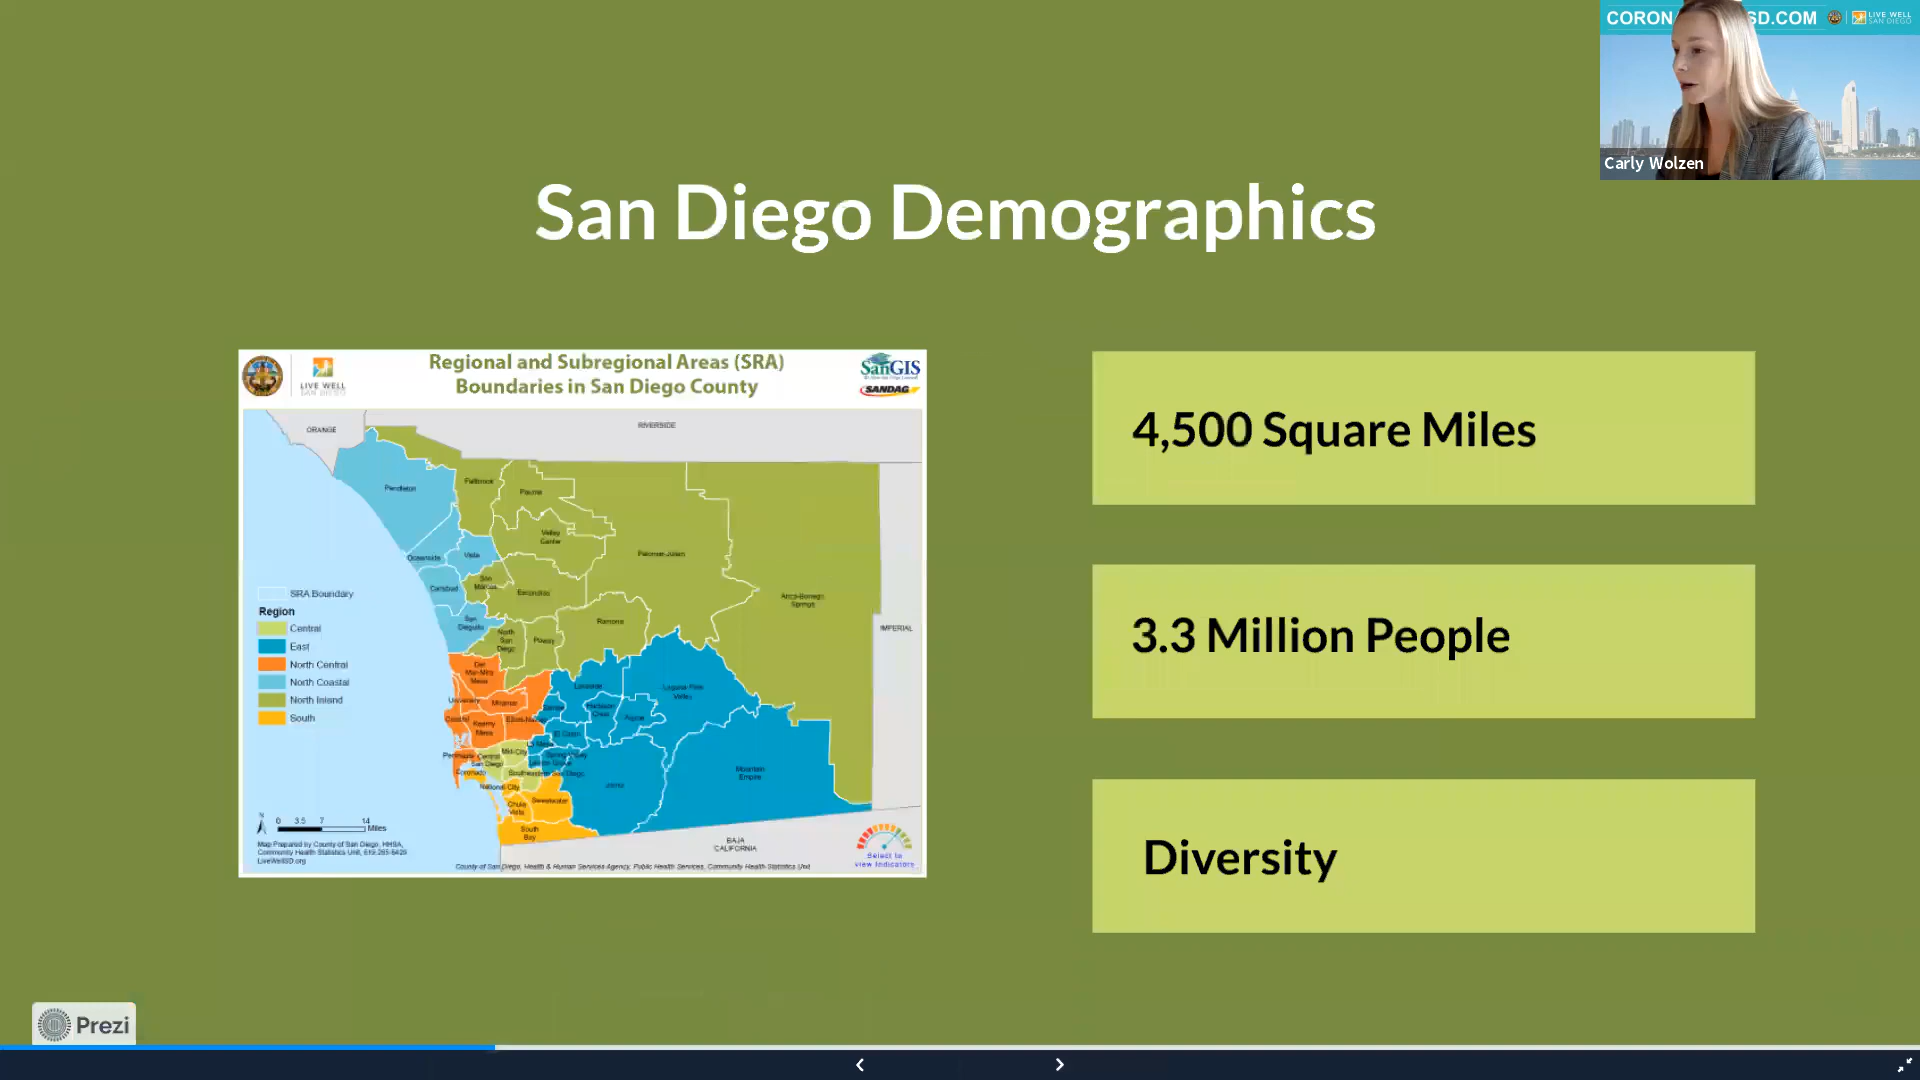 CORON
SD.COM
LIVE WELL
SAN DIEGO
Carly Wolzen
San Diego Demographics
Regional and Subregional Areas (SRA)
Boundaries in San Diego County
LIVE WELL
SAN DIEGO
SanGIS
SANDAG
ORANGE
RIVERSIDE
Pendleton
Fallbrook
Pauma
Valley
Center
Palomar-Julian
Oceanside
Vista
Carlsbad
San
Marcos
Escondido
Anza-Borrego
Springs
San
Dieguito
North
San
Diego
Poway
Ramona
IMPERIAL
SRA Boundary
Region
Central
East
North Central
North Coastal
North Inland
South
Del
Mar-Mira
Mesa
University
Miramar
Lakeside
Laguna-Pine
Valley
Harbison
Crest
Alpine
Coastal
Kearny
Mesa
Elliott-Navajo
El Cajon
Peninsula
Central
San Diego
Mid-City
La Mesa
Coronado
Southeastern San Diego
National City
Jamul
Mountain
Empire
Chula
Vista
Sweetwater
South
Bay
BAJA
CALIFORNIA
N
0 3.5 7 14
Miles
Map Prepared by County of San Diego, HHSA,
Community Health Statistics Unit, 619.285-6429
LiveWellSD.org
County of San Diego, Health & Human Services Agency, Public Health Services, Community Health Statistics Unit
Select to
view Indicators
4,500 Square Miles
3.3 Million People
Diversity
Prezi